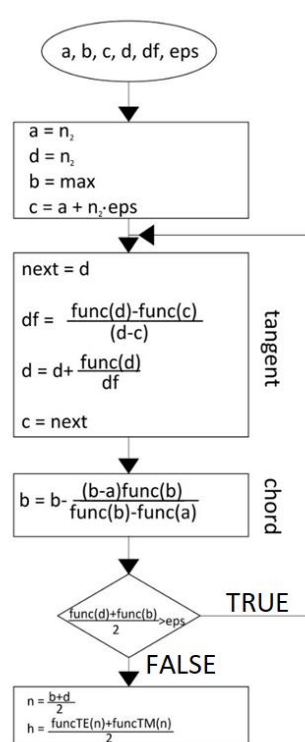 a, b, c, d, df, eps
a = n₂
d = n₂
b = max
c = a + n₂·eps
next = d
df = func(d)-func(c)/(d-c)
d = d+ func(d)/df
c = next
tangent
b = b- (b-a)func(b)/func(b)-func(a)
chord
func(d)+func(b)/2 >eps
TRUE
FALSE
n = b+d/2
h = funcTE(n)+funcTM(n)/2